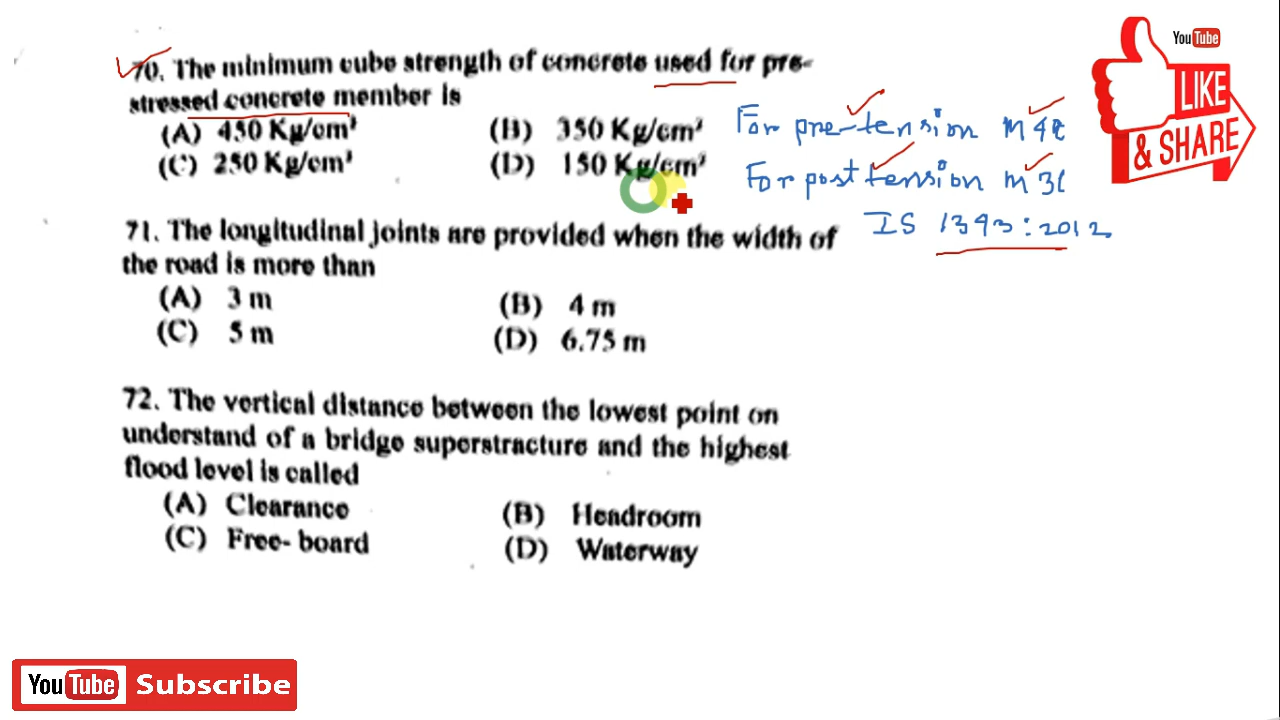 70. The minimum cube strength of concrete used for pre-
stressed concrete member is
(A) 450 Kg/cm²
(B) 350 Kg/cm²
(C) 250 Kg/cm²
(D) 150 Kg/cm²
For pre-tension M40
For post tension M30
IS 1343:2012
71. The longitudinal joints are provided when the width of
the road is more than
(A) 3 m
(B) 4 m
(C) 5 m
(D) 6.75 m
72. The vertical distance between the lowest point on
understand of a bridge superstracture and the highest
flood level is called
(A) Clearance
(B) Headroom
(C) Free- board
(D) Waterway
YouTube
LIKE
& SHARE
YouTube Subscribe